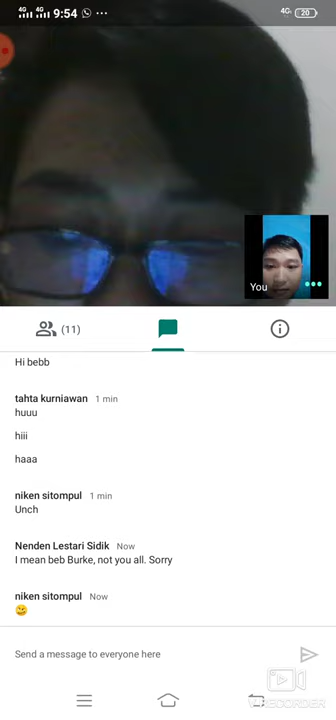 4G 4G 9:54 4G 20
You
(11)
Hi bebb
tahta kurniawan 1 min
huuu
hiii
haaa
niken sitompul 1 min
Unch
Nenden Lestari Sidik Now
I mean beb Burke, not you all. Sorry
niken sitompul Now
Send a message to everyone here
VIVAVIDEO